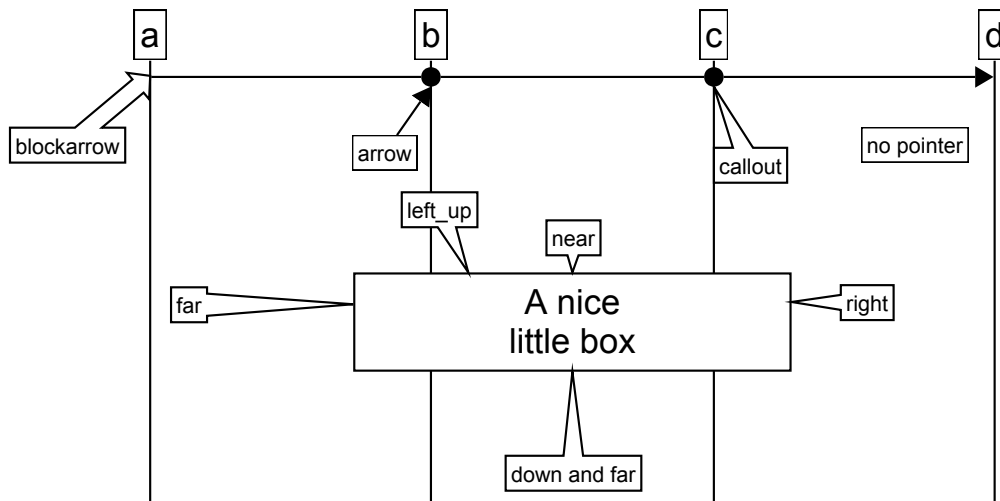 a
b
c
d
blockarrow
arrow
callout
no pointer
left_up
near
far
A nice
little box
right
down and far